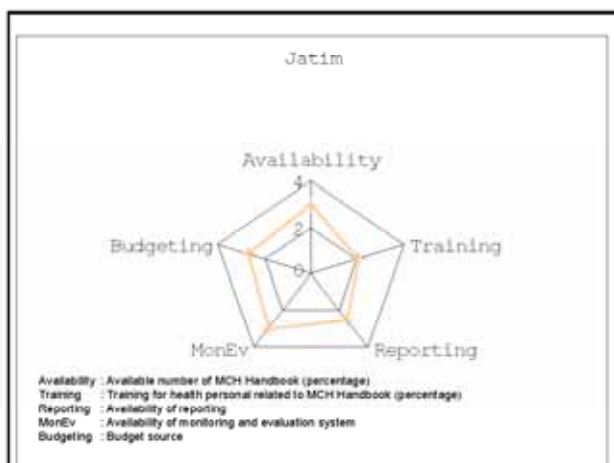 Jatim
Availability
4
2
0
Budgeting
Training
MonEv
Reporting
Availability : Available number of MCH Handbook (percentage)
Training : Training for health personal related to MCH Handbook (percentage)
Reporting : Availability of reporting
MonEv : Availability of monitoring and evaluation system
Budgeting : Budget source